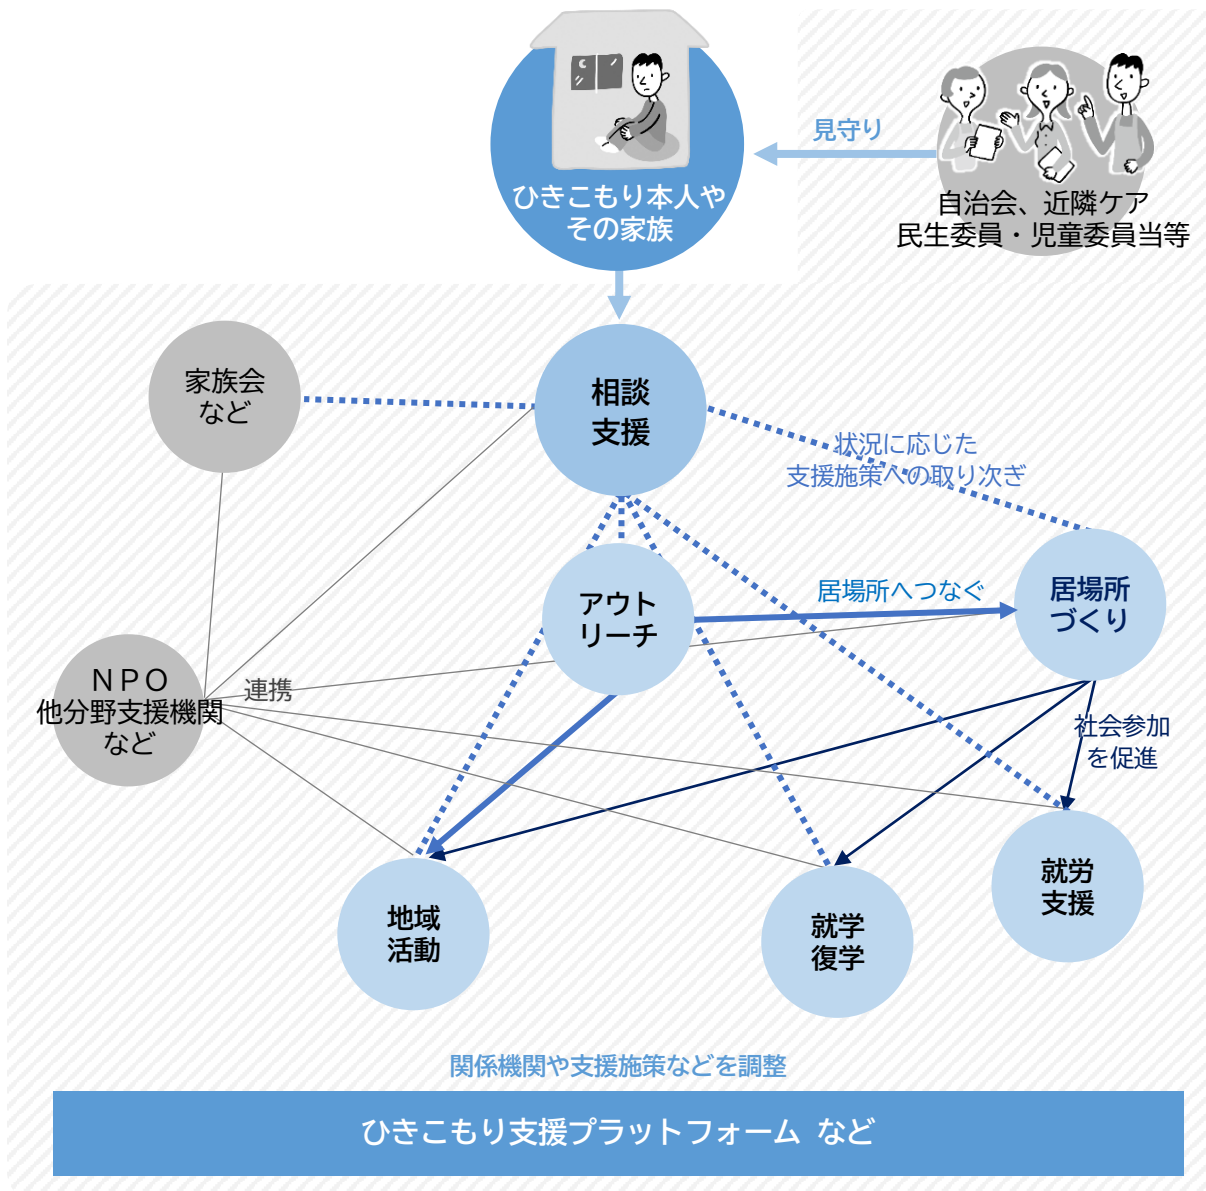 見守り
ひきこもり本人や
その家族
自治会、近隣ケア
民生委員・児童委員当等
家族会
など
相談
支援
状況に応じた
支援施策への取り次ぎ
アウト
リーチ
居場所へつなぐ
居場所
づくり
ＮＰＯ
他分野支援機関
など
連携
社会参加
を促進
地域
活動
就学
復学
就労
支援
関係機関や支援施策などを調整
ひきこもり支援プラットフォーム など